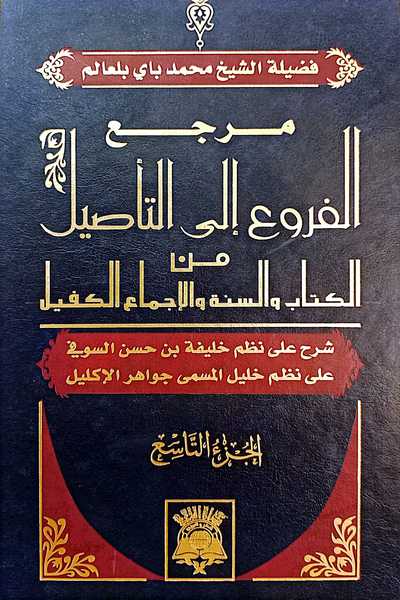 فضيلة الشيخ محمد باي بلعالم
مرجع
الفروع إلى التأصيل
من
الكتاب والسنة والإجماع الكفيل
شرح على نظم خليفة بن حسن السوفي
على نظم خليل المسمى جواهر الإكليل
الجزء التاسع